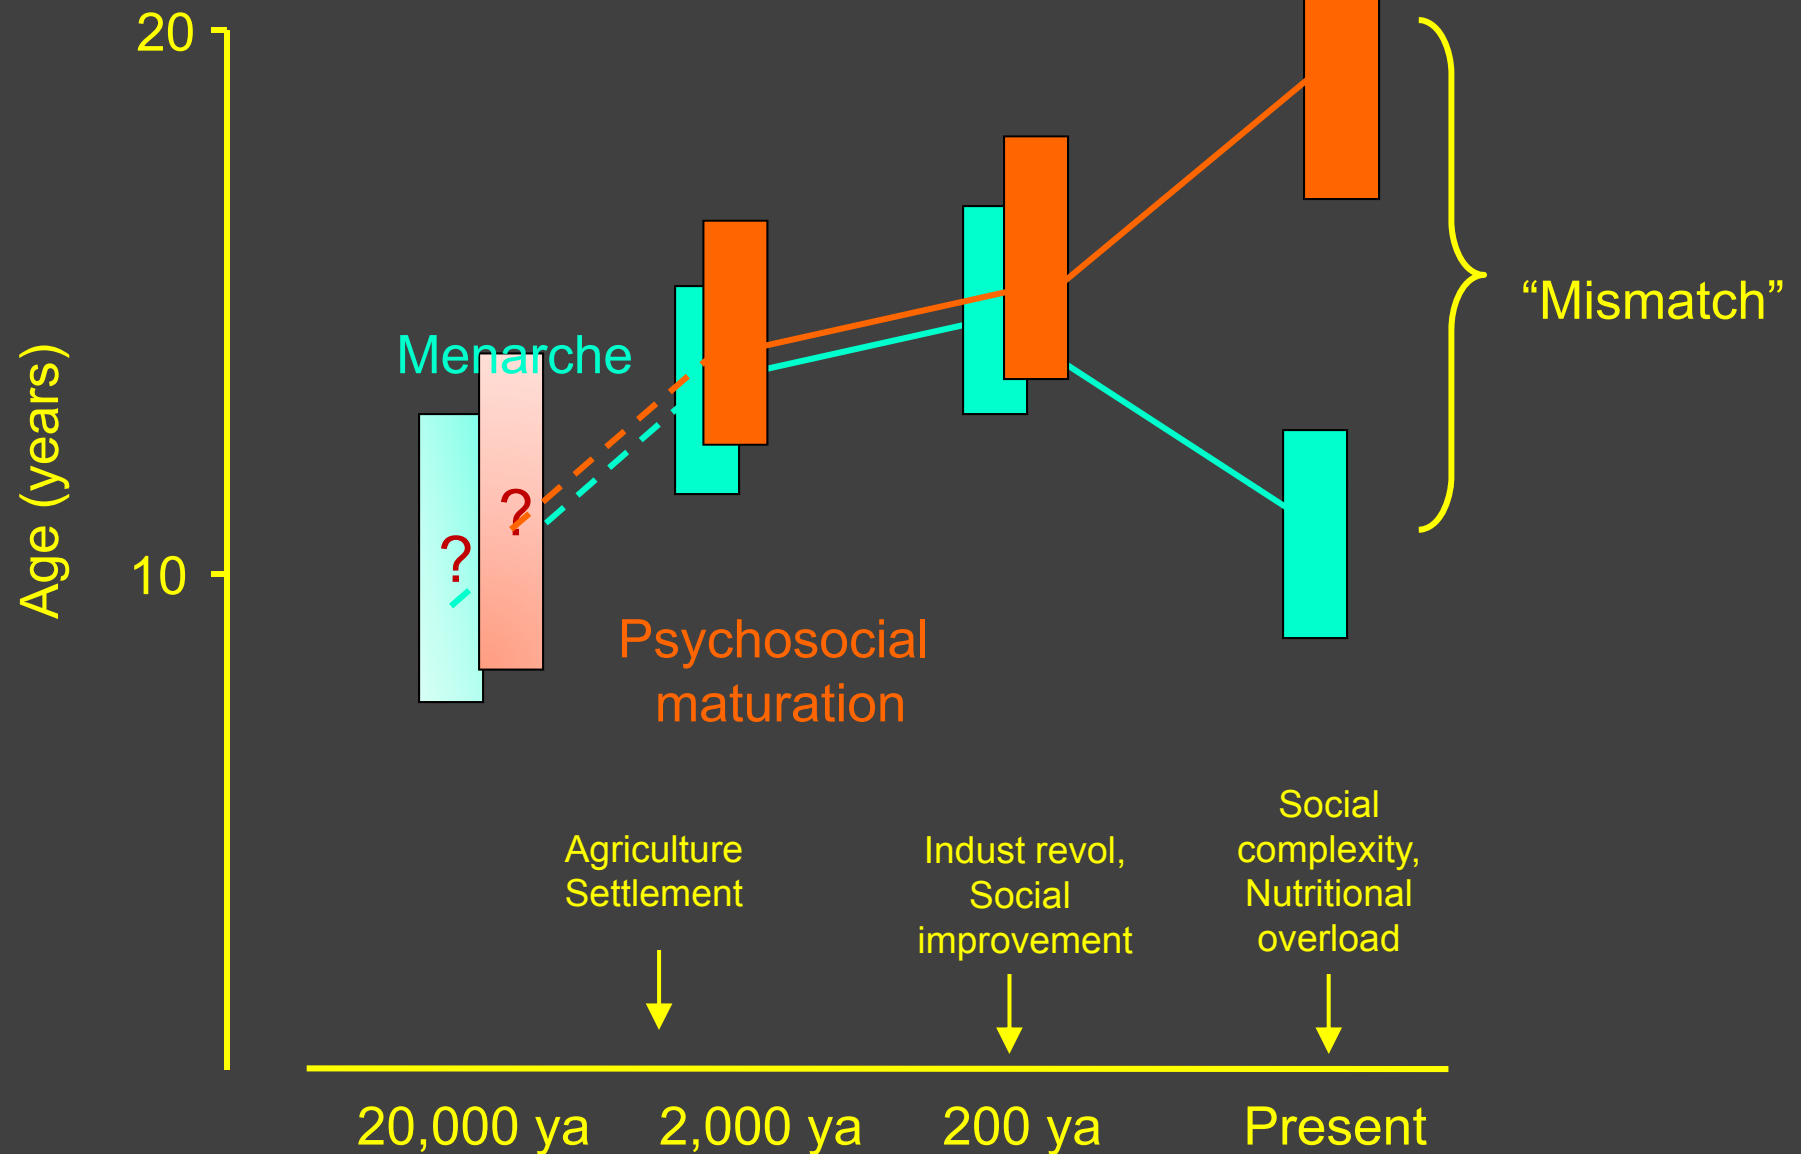 20
10
Age (years)
Menarche
?
?
Psychosocial
maturation
“Mismatch”
Agriculture
Settlement
Indust revol,
Social
improvement
Social
complexity,
Nutritional
overload
20,000 ya
2,000 ya
200 ya
Present